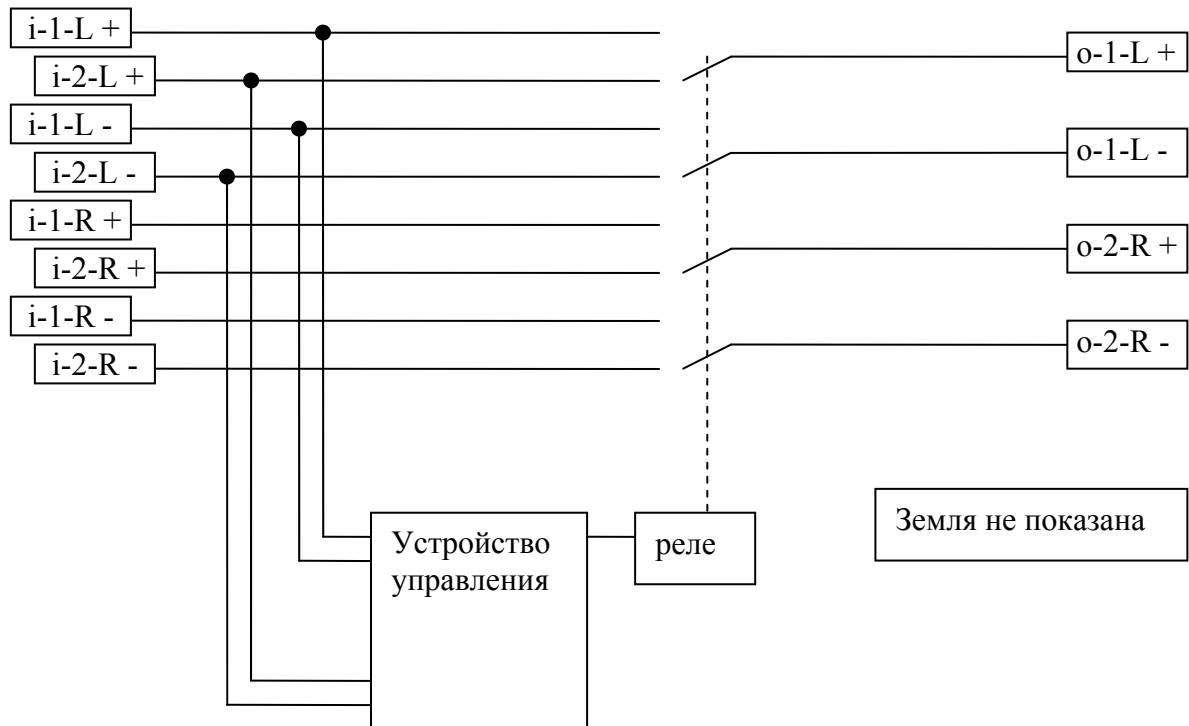 i-1-L +
i-2-L +
i-1-L -
i-2-L -
i-1-R +
i-2-R +
i-1-R -
i-2-R -
o-1-L +
o-1-L -
o-2-R +
o-2-R -
Устройство
управления
реле
Земля не показана